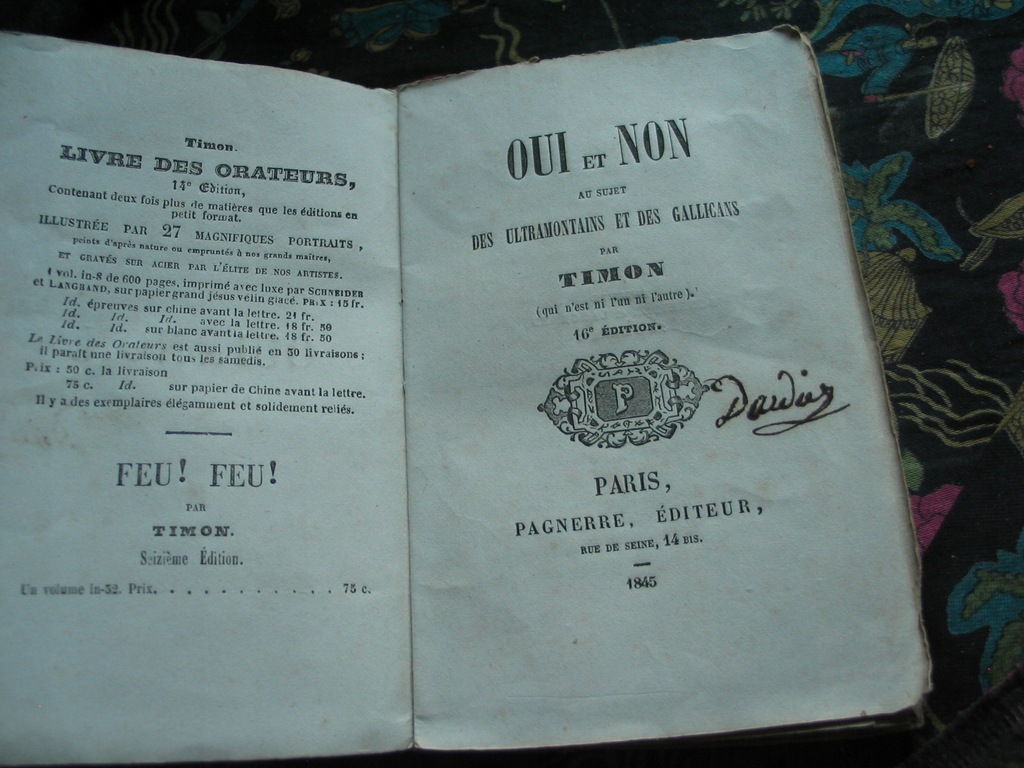 Timon.
LIVRE DES ORATEURS,
14e Édition,
Contenant deux fois plus de matières que les éditions en
petit format.
ILLUSTRÉE PAR 27 MAGNIFIQUES PORTRAITS,
peints d'après nature ou empruntés à nos grands maîtres,
ET GRAVÉS SUR ACIER PAR L'ÉLITE DE NOS ARTISTES.
1 vol. in-8 de 600 pages, imprimé avec luxe par SCHNEIDER
et LANGRAND, sur papier grand jésus velin glacé. PRIX : 15 fr.
Id. épreuves sur chine avant la lettre. 21 fr.
Id. Id. Id. avec la lettre. 18 fr. 50
Id. Id. sur blanc avant la lettre. 18 fr. 50
Le Livre des Orateurs est aussi publié en 30 livraisons;
il paraît une livraison tous les samedis.
Prix : 50 c. la livraison
75 c. Id. sur papier de Chine avant la lettre.
Il y a des exemplaires élégamment et solidement reliés.
FEU! FEU!
PAR
TIMON.
Seizième Édition.
Un volume in-32. Prix. . . . . . . . . . . . 75 c.
OUI ET NON
AU SUJET
DES ULTRAMONTAINS ET DES GALLICANS
PAR
TIMON
(qui n'est ni l'un ni l'autre).
16e ÉDITION.
P
PARIS,
PAGNERRE, ÉDITEUR,
RUE DE SEINE, 14 BIS.
1845